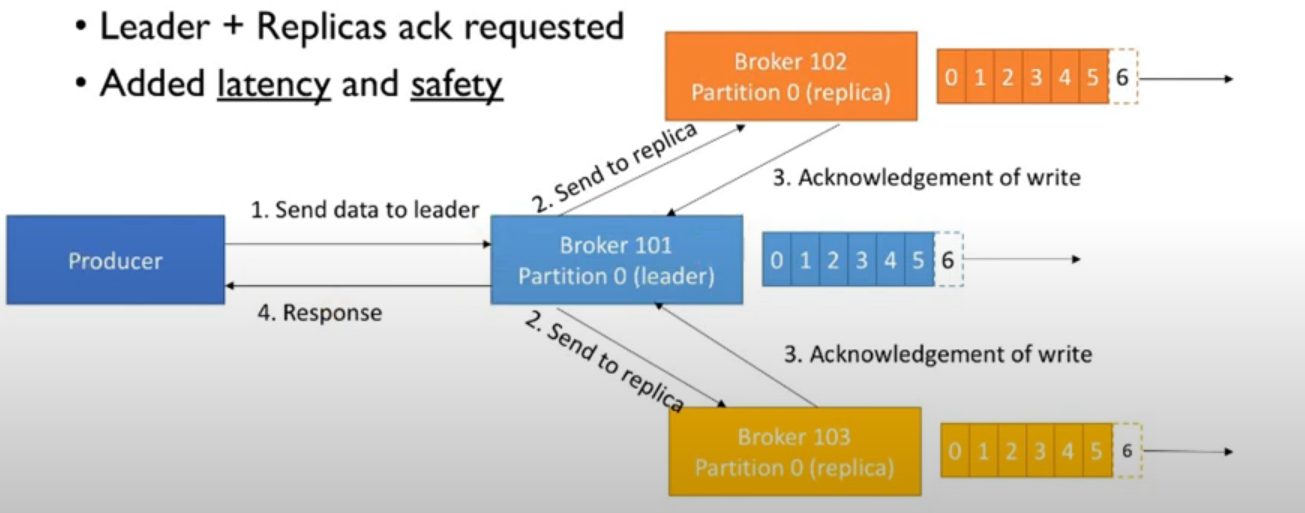 • Leader + Replicas ack requested
• Added latency and safety
Broker 102
Partition 0 (replica)
0 1 2 3 4 5 6
2. Send to replica
3. Acknowledgement of write
1. Send data to leader
Producer
Broker 101
Partition 0 (leader)
0 1 2 3 4 5 6
4. Response
2. Send to replica
3. Acknowledgement of write
Broker 103
Partition 0 (replica)
0 1 2 3 4 5 6